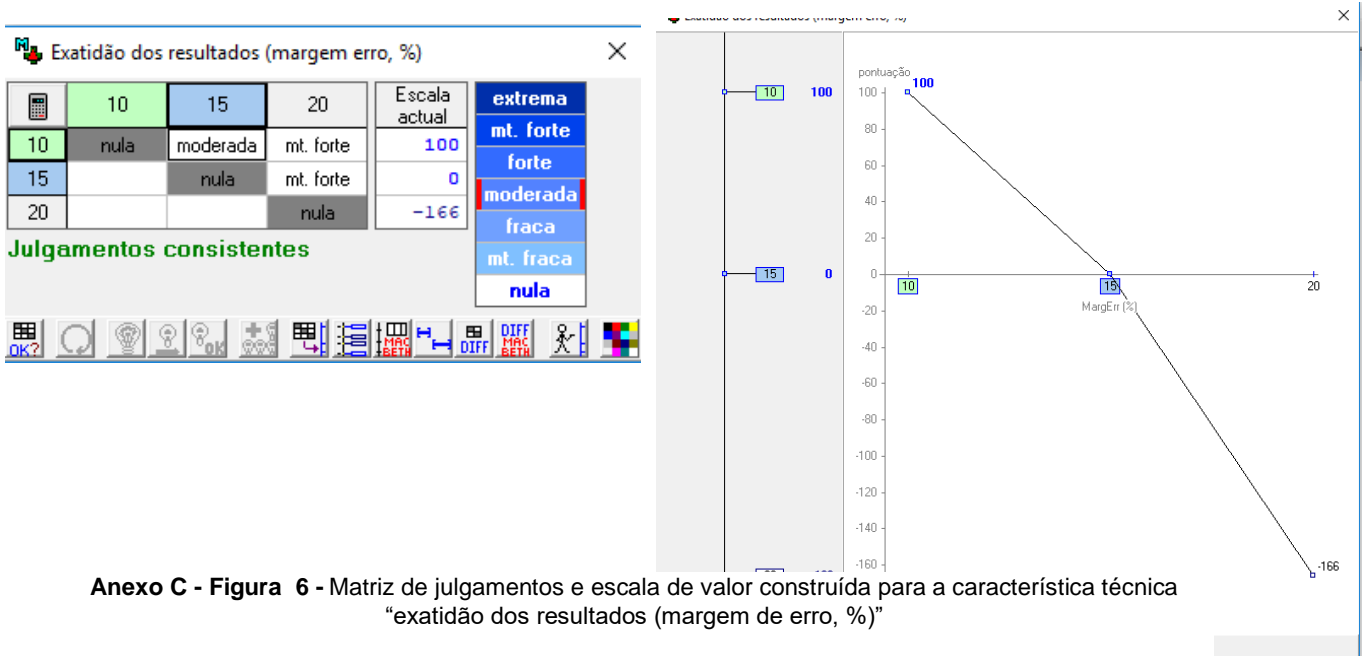 Exatidão dos resultados (margem erro, %)
10 15 20 Escala actual
10 nula moderada mt. forte 100
15 nula mt. forte 0
20 nula -166
Julgamentos consistentes
extrema
mt. forte
forte
moderada
fraca
mt. fraca
nula
OK?
OK
MAC
BETH
DIFF
DIFF
MAC
BETH
10 100
15 0
pontuação
100
100
80
60
40
20
0
-20
-40
-60
-80
-100
-120
-140
-160
10
15
20
MargErr (%)
-166
Anexo C - Figura 6 - Matriz de julgamentos e escala de valor construída para a característica técnica
“exatidão dos resultados (margem de erro, %)”